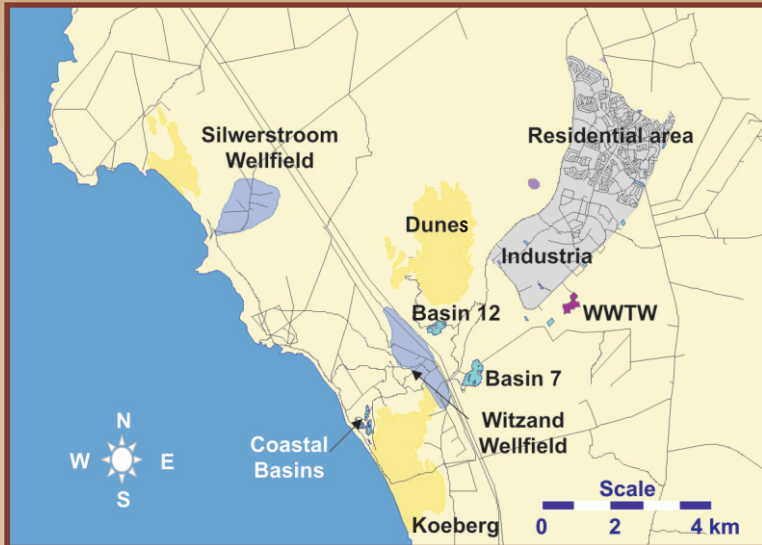 Silwerstroom
Wellfield
Residential area
Dunes
Industria
Basin 12
WWTW
Basin 7
Witzand
Wellfield
Coastal
Basins
N
W E
S
Koeberg
Scale
0 2 4 km